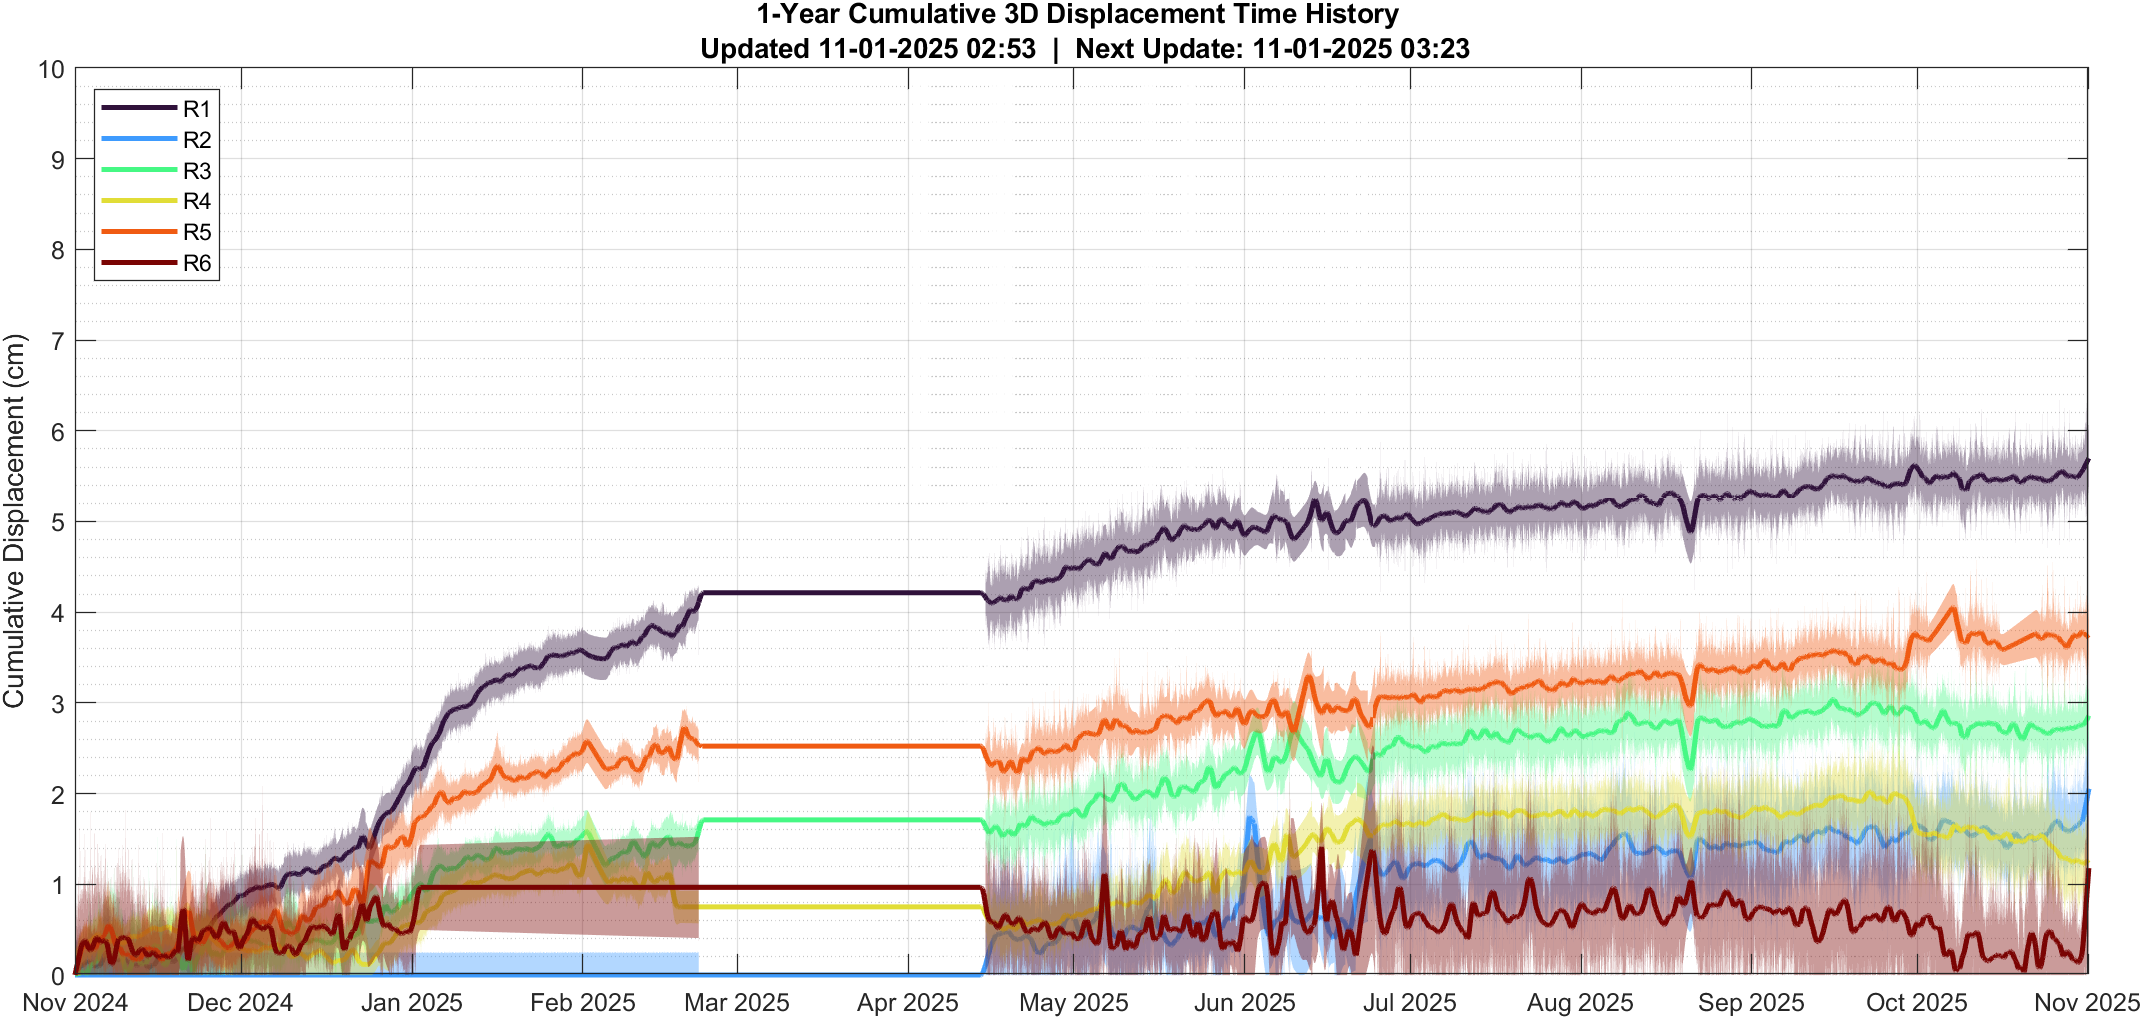 1-Year Cumulative 3D Displacement Time History
Updated 11-01-2025 02:53 | Next Update: 11-01-2025 03:23
Cumulative Displacement (cm)
10
9
8
7
6
5
4
3
2
1
0
R1
R2
R3
R4
R5
R6
Nov 2024 Dec 2024 Jan 2025 Feb 2025 Mar 2025 Apr 2025 May 2025 Jun 2025 Jul 2025 Aug 2025 Sep 2025 Oct 2025 Nov 2025